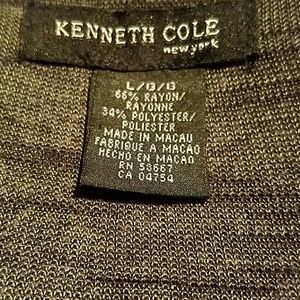 KENNETH COLE
new york
L/G/G
66% RAYON/
RAYONNE
34% POLYESTER/
POLIESTER
MADE IN MACAU
FABRIQUE A MACAO
HECHO EN MACAO
RN 53667
CA 04754